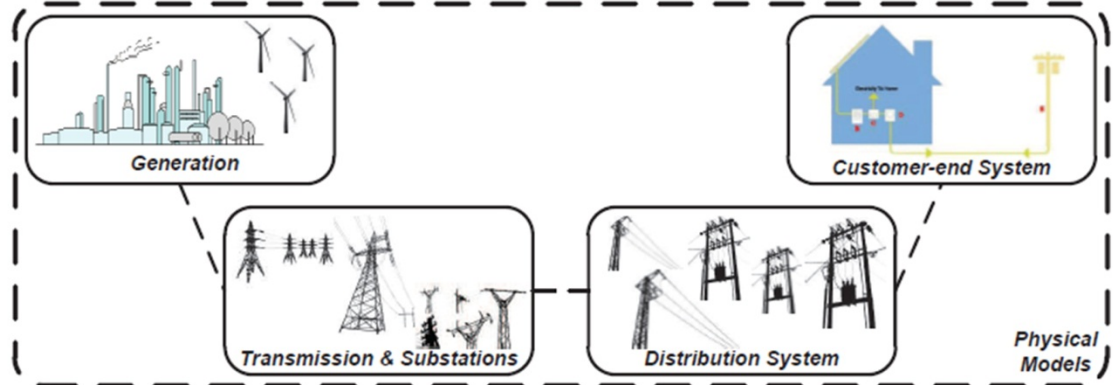 Generation
Customer-end System
Transmission & Substations
Distribution System
Physical
Models